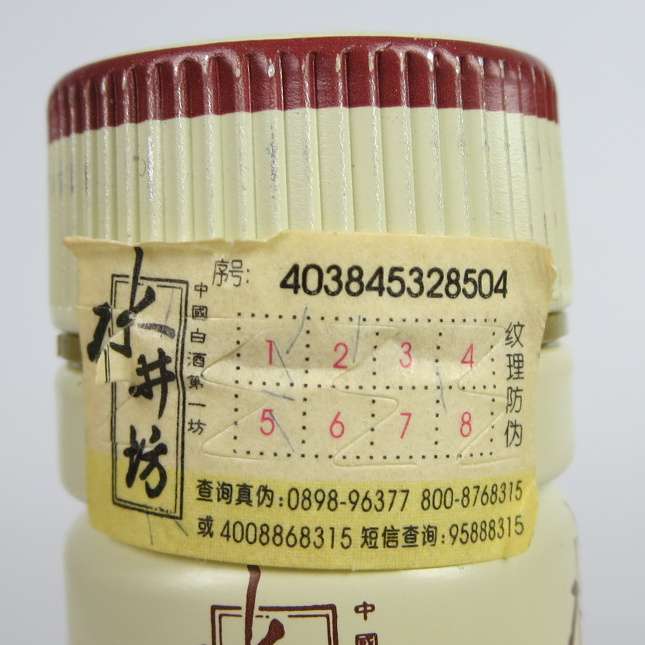 序号: 403845328504
水井坊
中國白酒第一坊
1 2 3 4
5 6 7 8
纹理防伪
查询真伪:0898-96377 800-8768315
或 4008868315 短信查询:95888315
中國